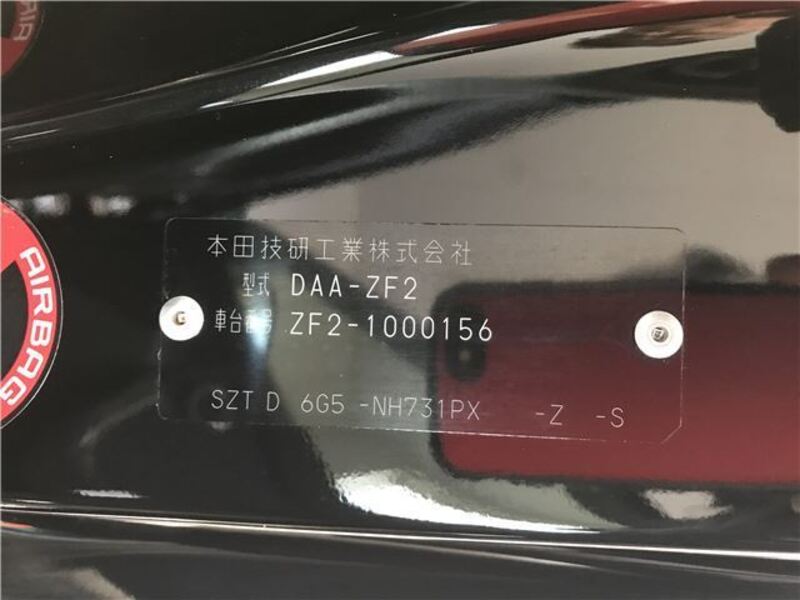 AIRBAG
AIRBAG
本田技研工業株式会社
型式 DAA-ZF2
車台番号 ZF2-1000156
SZT D 6G5 -NH731PX -Z -S